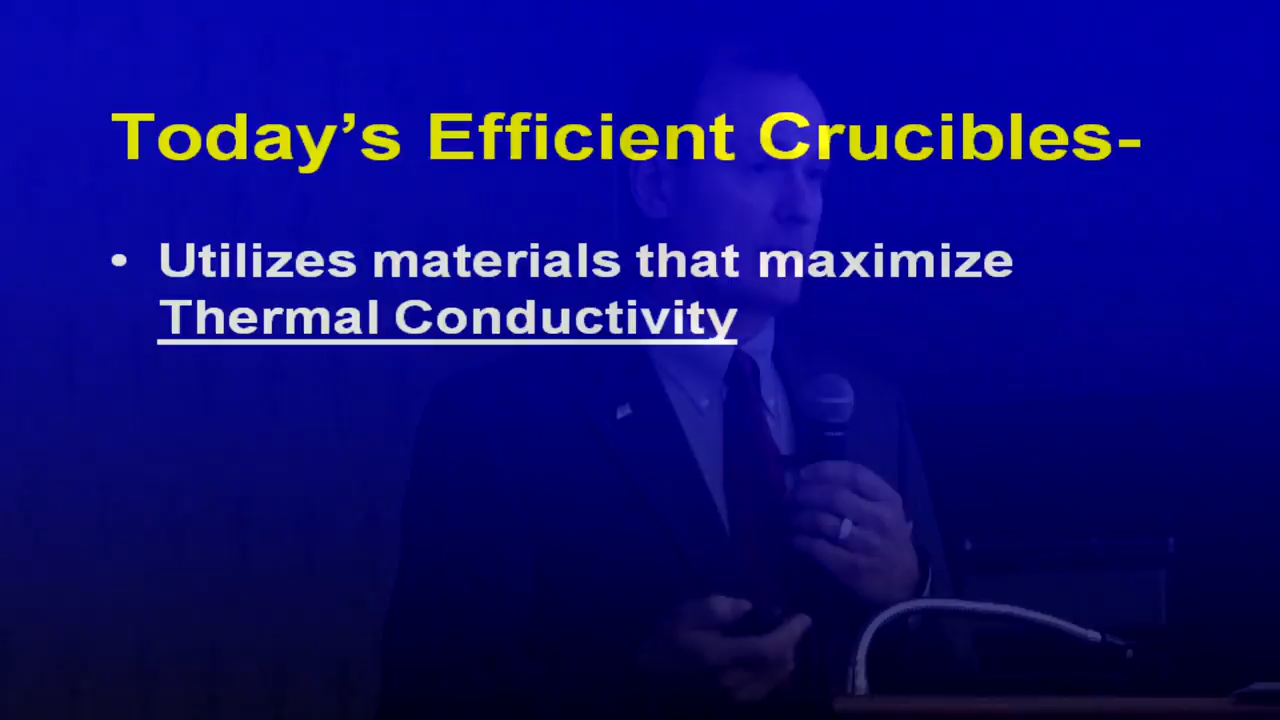 Today’s Efficient Crucibles-
• Utilizes materials that maximize
Thermal Conductivity